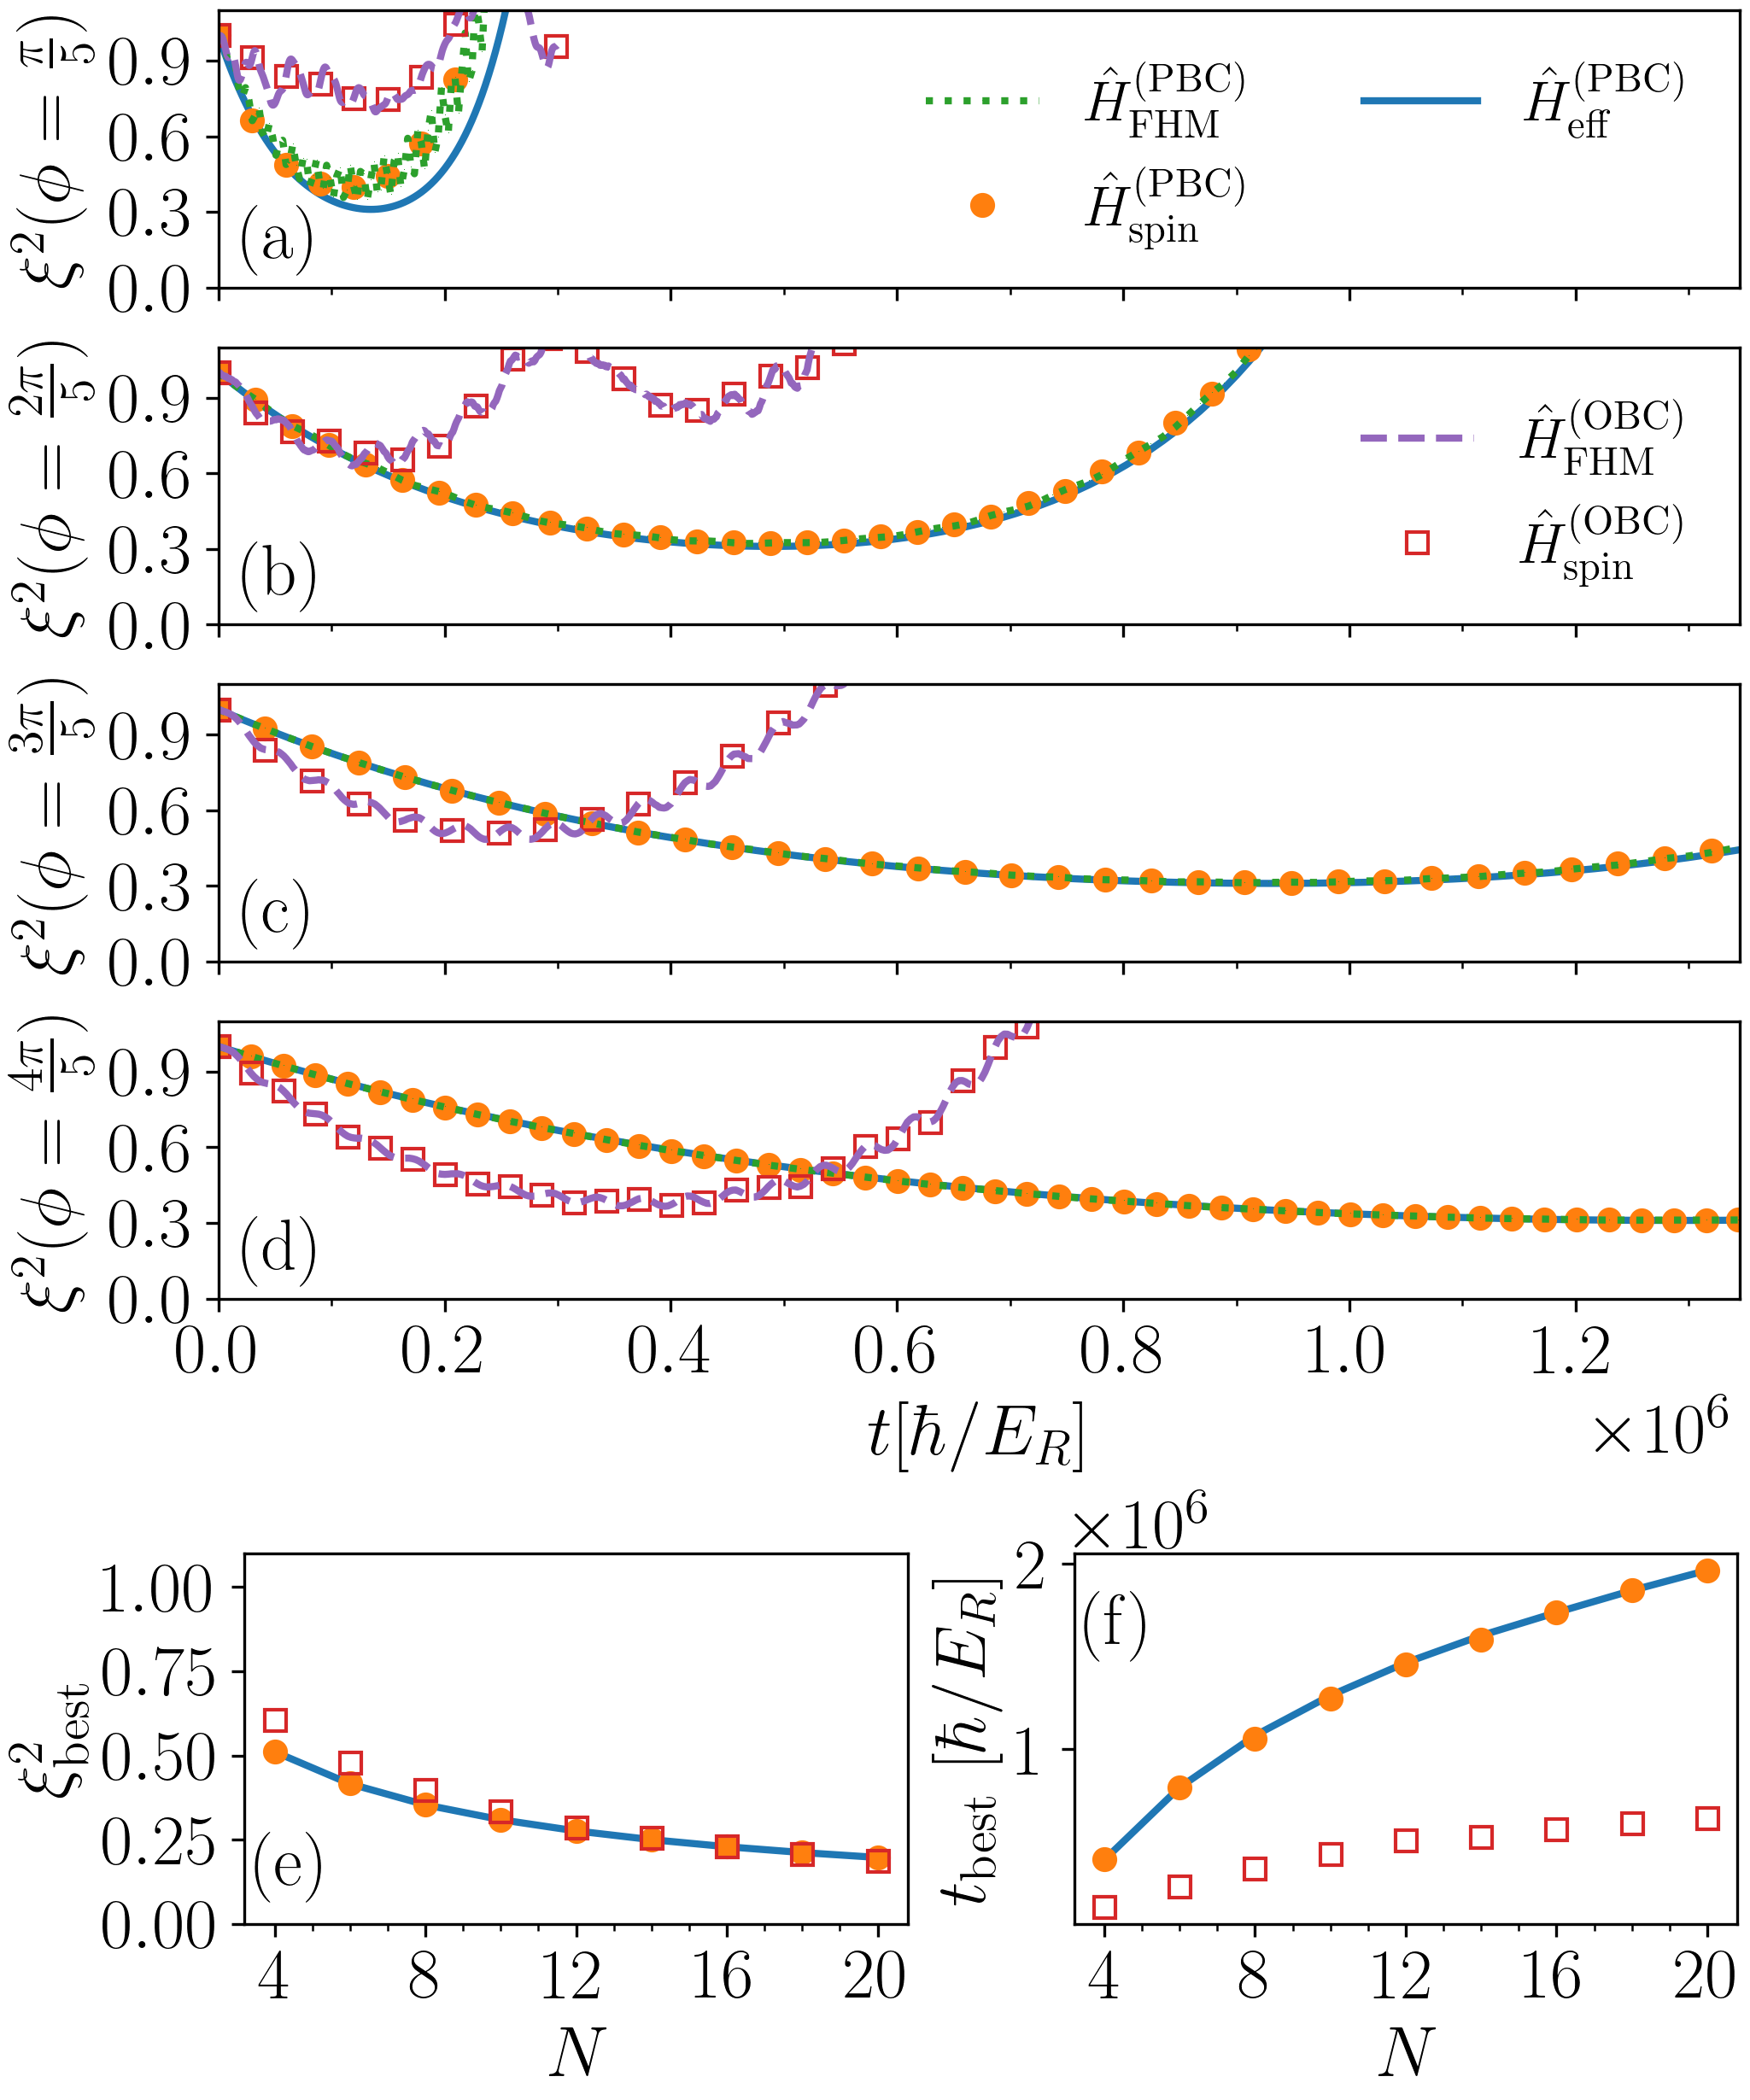 ξ²(ϕ = π/5)
0.9
0.6
0.3
0.0
(a)
Ĥ_FHM^(PBC)
Ĥ_eff^(PBC)
Ĥ_spin^(PBC)
ξ²(ϕ = 2π/5)
0.9
0.6
0.3
0.0
(b)
Ĥ_FHM^(OBC)
Ĥ_spin^(OBC)
ξ²(ϕ = 3π/5)
0.9
0.6
0.3
0.0
(c)
ξ²(ϕ = 4π/5)
0.9
0.6
0.3
0.0
(d)
0.0 0.2 0.4 0.6 0.8 1.0 1.2
t[ħ/E_R]
×10⁶
ξ²_best
1.00
0.75
0.50
0.25
0.00
(e)
4 8 12 16 20
N
×10⁶
t_best [ħ/E_R]
2
1
(f)
4 8 12 16 20
N